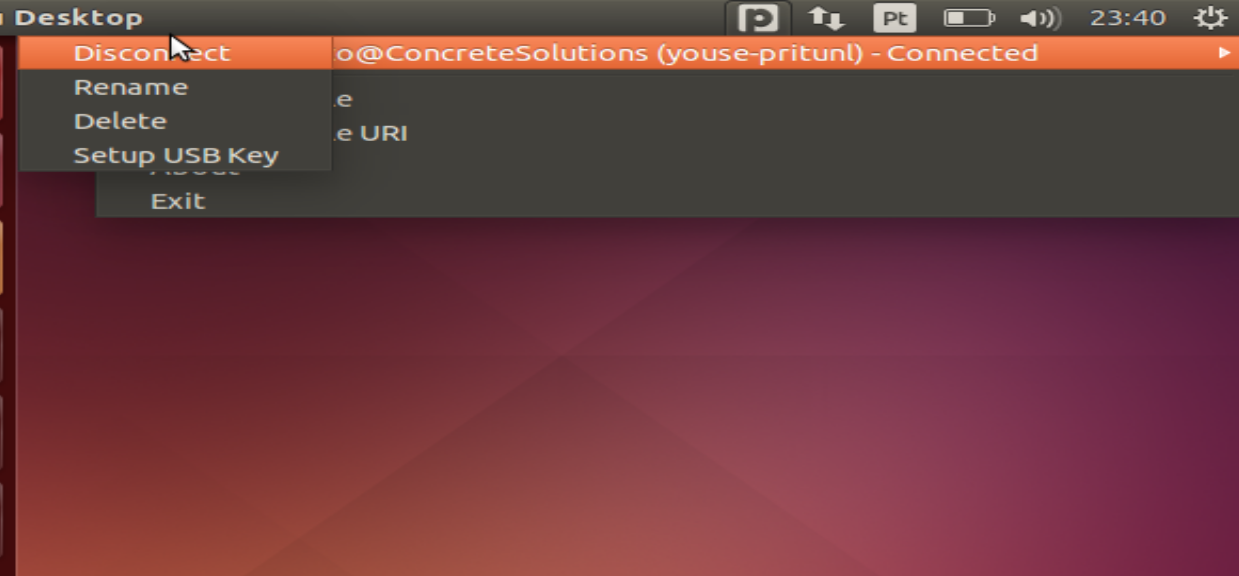 Desktop
Pt
23:40
Disconnect
o@ConcreteSolutions (youse-pritunl) - Connected
Rename
Delete
e URI
Setup USB Key
About
Exit